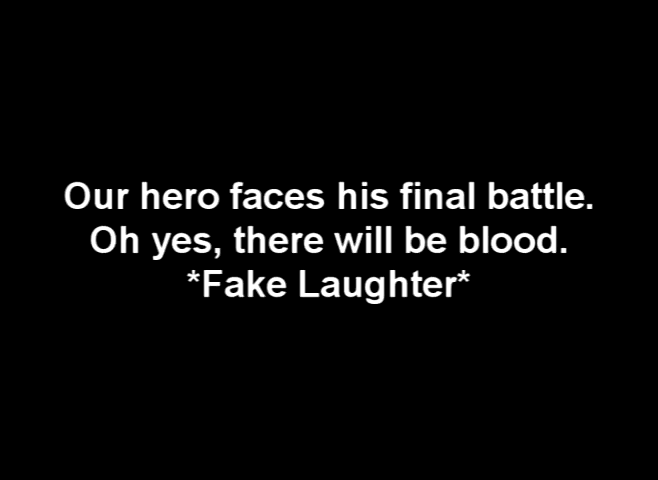 Our hero faces his final battle.
Oh yes, there will be blood.
*Fake Laughter*